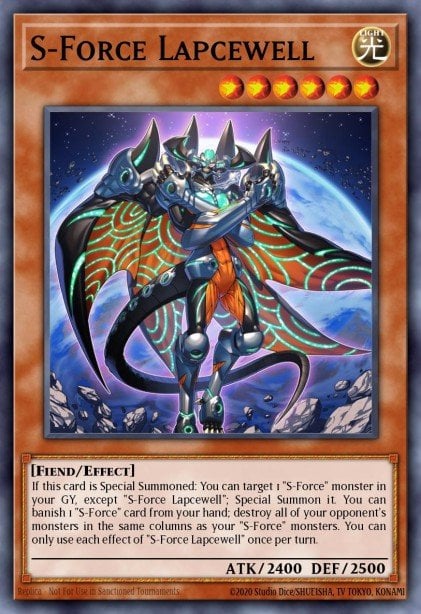 S-Force Lapcewell
LIGHT
光
[Fiend/Effect]
If this card is Special Summoned: You can target 1 "S-Force" monster in
your GY, except "S-Force Lapcewell"; Special Summon it. You can
banish 1 "S-Force" card from your hand; destroy all of your opponent's
monsters in the same columns as your "S-Force" monsters. You can
only use each effect of "S-Force Lapcewell" once per turn.
ATK/2400 DEF/2500
Replica - Not For Use in Sanctioned Tournaments
©2020 Studio Dice/SHUEISHA, TV TOKYO, KONAMI